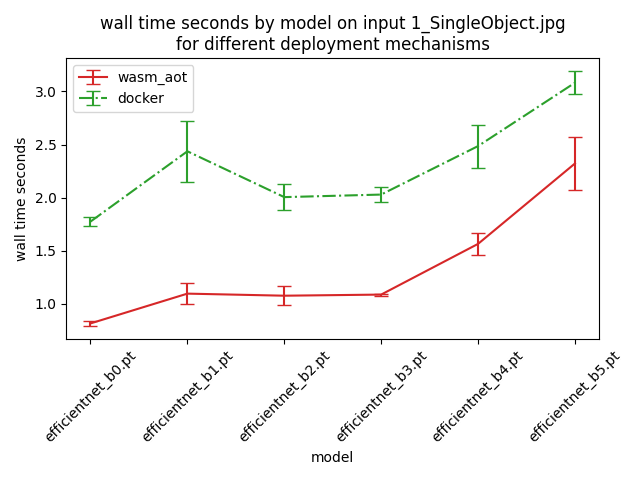 wall time seconds by model on input 1_SingleObject.jpg
for different deployment mechanisms
wasm_aot
docker
wall time seconds
3.0
2.5
2.0
1.5
1.0
efficientnet_b0.pt
efficientnet_b1.pt
efficientnet_b2.pt
efficientnet_b3.pt
efficientnet_b4.pt
efficientnet_b5.pt
model